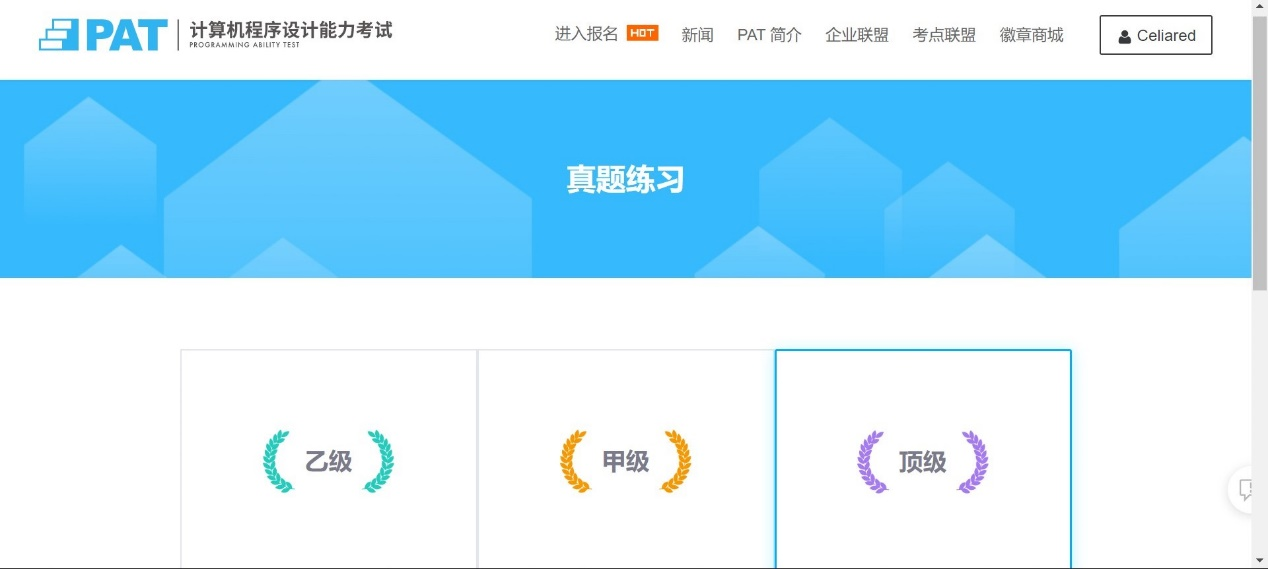 PAT 计算机程序设计能力考试
PROGRAMMING ABILITY TEST
进入报名 HOT 新闻 PAT 简介 企业联盟 考点联盟 徽章商城 Celiared
真题练习
乙级 甲级 顶级